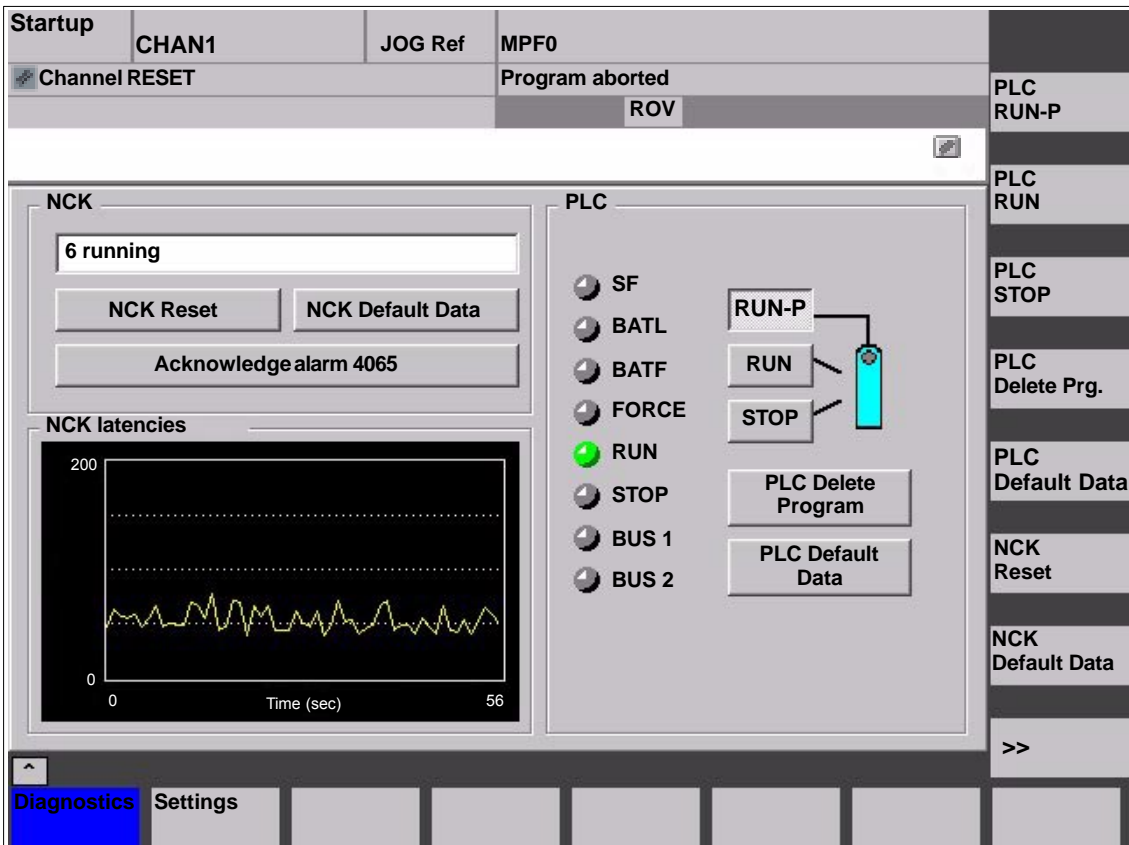 Startup
CHAN1
JOG Ref
MPF0
Channel RESET
Program aborted
ROV
NCK
6 running
NCK Reset
NCK Default Data
Acknowledge alarm 4065
NCK latencies
200
0
0
Time (sec)
56
PLC
SF
BATL
BATF
FORCE
RUN
STOP
BUS 1
BUS 2
RUN-P
RUN
STOP
PLC Delete
Program
PLC Default
Data
PLC
RUN-P
PLC
RUN
PLC
STOP
PLC
Delete Prg.
PLC
Default Data
NCK
Reset
NCK
Default Data
>>
^
Diagnostics
Settings